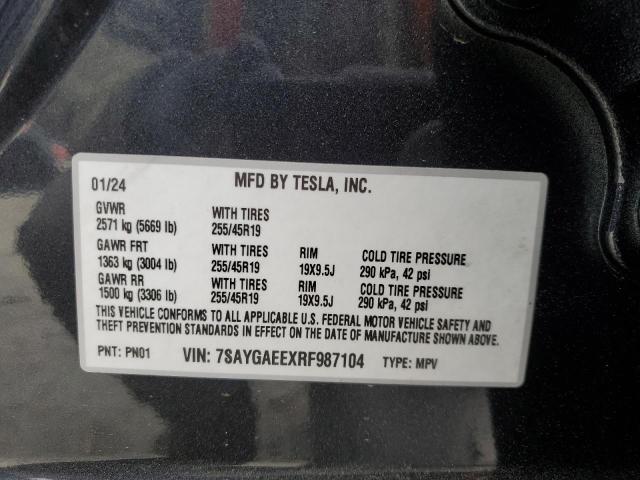 01/24 MFD BY TESLA, INC.
GVWR WITH TIRES
2571 kg (5669 lb) 255/45R19
GAWR FRT WITH TIRES RIM COLD TIRE PRESSURE
1363 kg (3004 lb) 255/45R19 19X9.5J 290 kPa, 42 psi
GAWR RR WITH TIRES RIM COLD TIRE PRESSURE
1500 kg (3306 lb) 255/45R19 19X9.5J 290 kPa, 42 psi
THIS VEHICLE CONFORMS TO ALL APPLICABLE U.S. FEDERAL MOTOR VEHICLE SAFETY AND
THEFT PREVENTION STANDARDS IN EFFECT ON THE DATE OF MANUFACTURE SHOWN ABOVE.
PNT: PN01 VIN: 7SAYGAEEXRF987104 TYPE: MPV